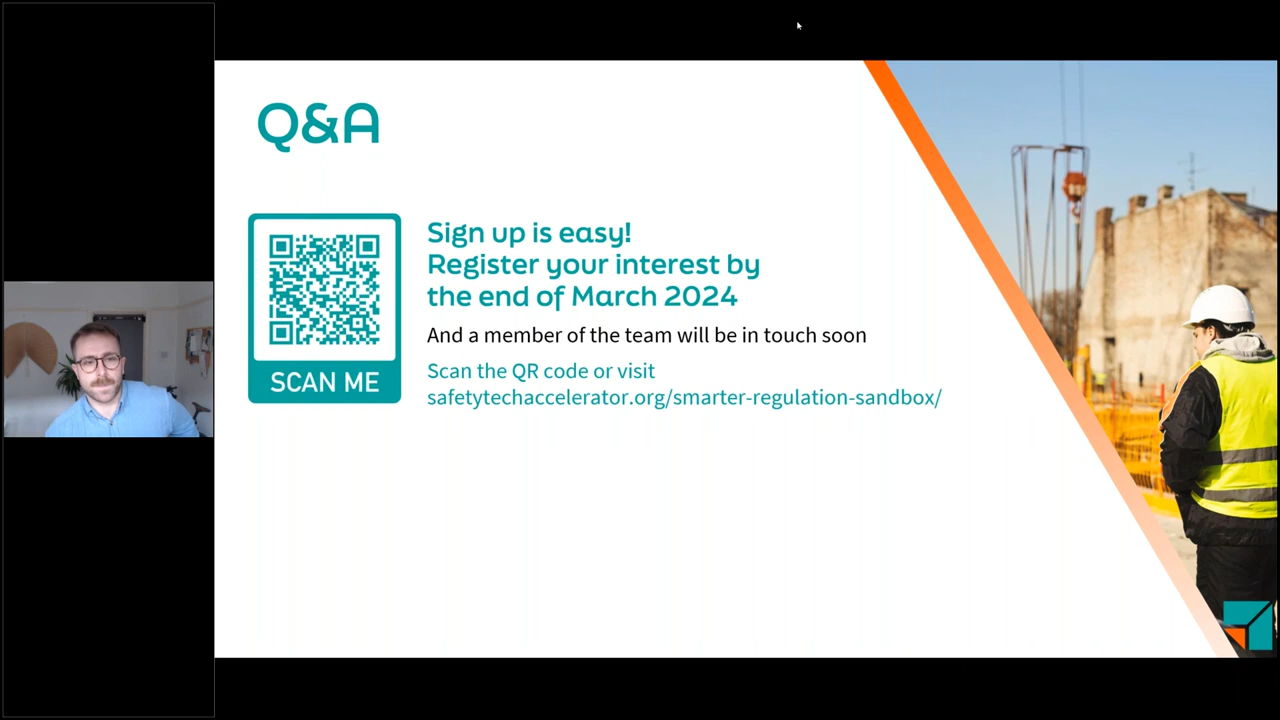 Q&A
SCAN ME
Sign up is easy!
Register your interest by
the end of March 2024
And a member of the team will be in touch soon
Scan the QR code or visit
safetytechaccelerator.org/smarter-regulation-sandbox/